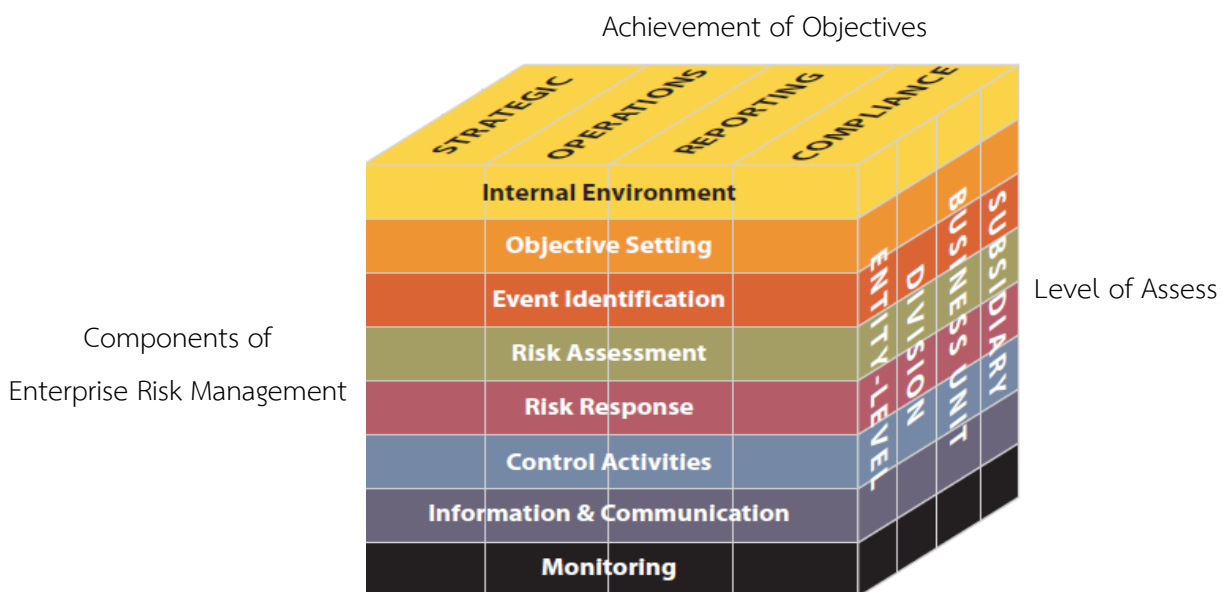 Achievement of Objectives
STRATEGIC
OPERATIONS
REPORTING
COMPLIANCE
Internal Environment
Objective Setting
Event Identification
Risk Assessment
Risk Response
Control Activities
Information & Communication
Monitoring
ENTITY-LEVEL
DIVISION
BUSINESS UNIT
SUBSIDIARY
Level of Assess
Components of
Enterprise Risk Management